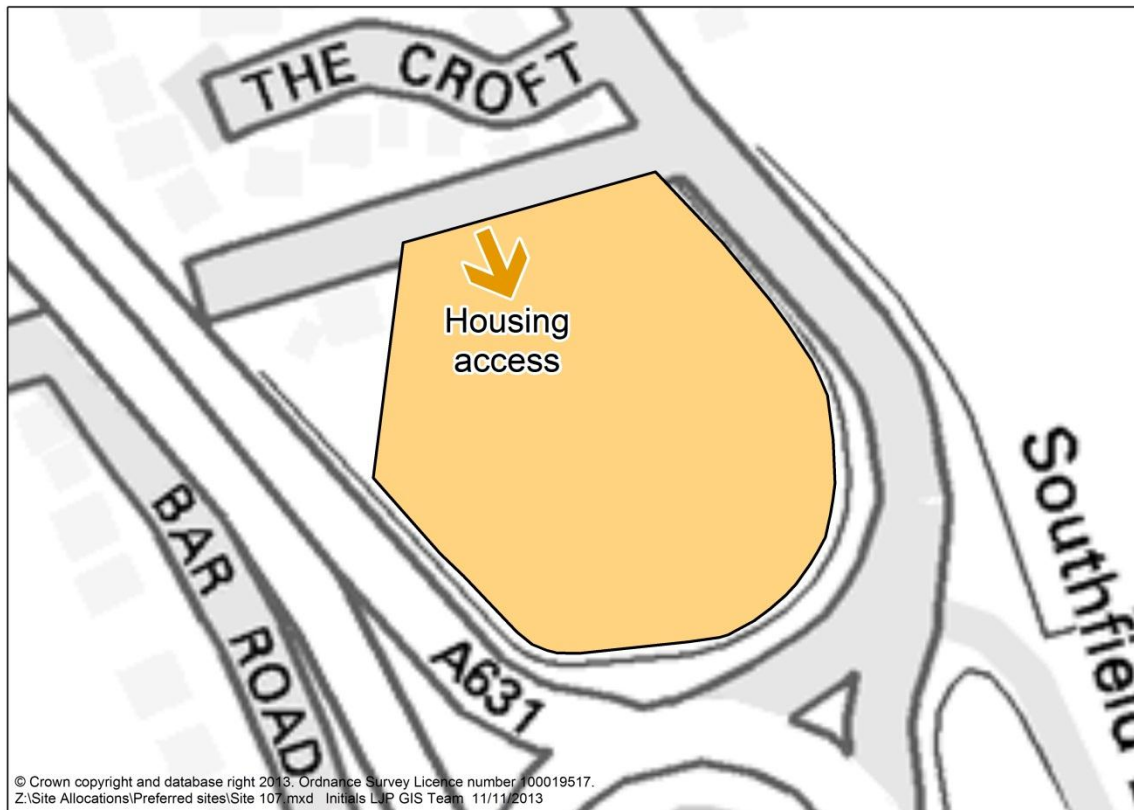 THE CROFT
Housing
access
Southfield
BAR ROAD
A631
© Crown copyright and database right 2013. Ordnance Survey Licence number 100019517.
Z:\Site Allocations\Preferred sites\Site 107.mxd Initials LJP GIS Team 11/11/2013